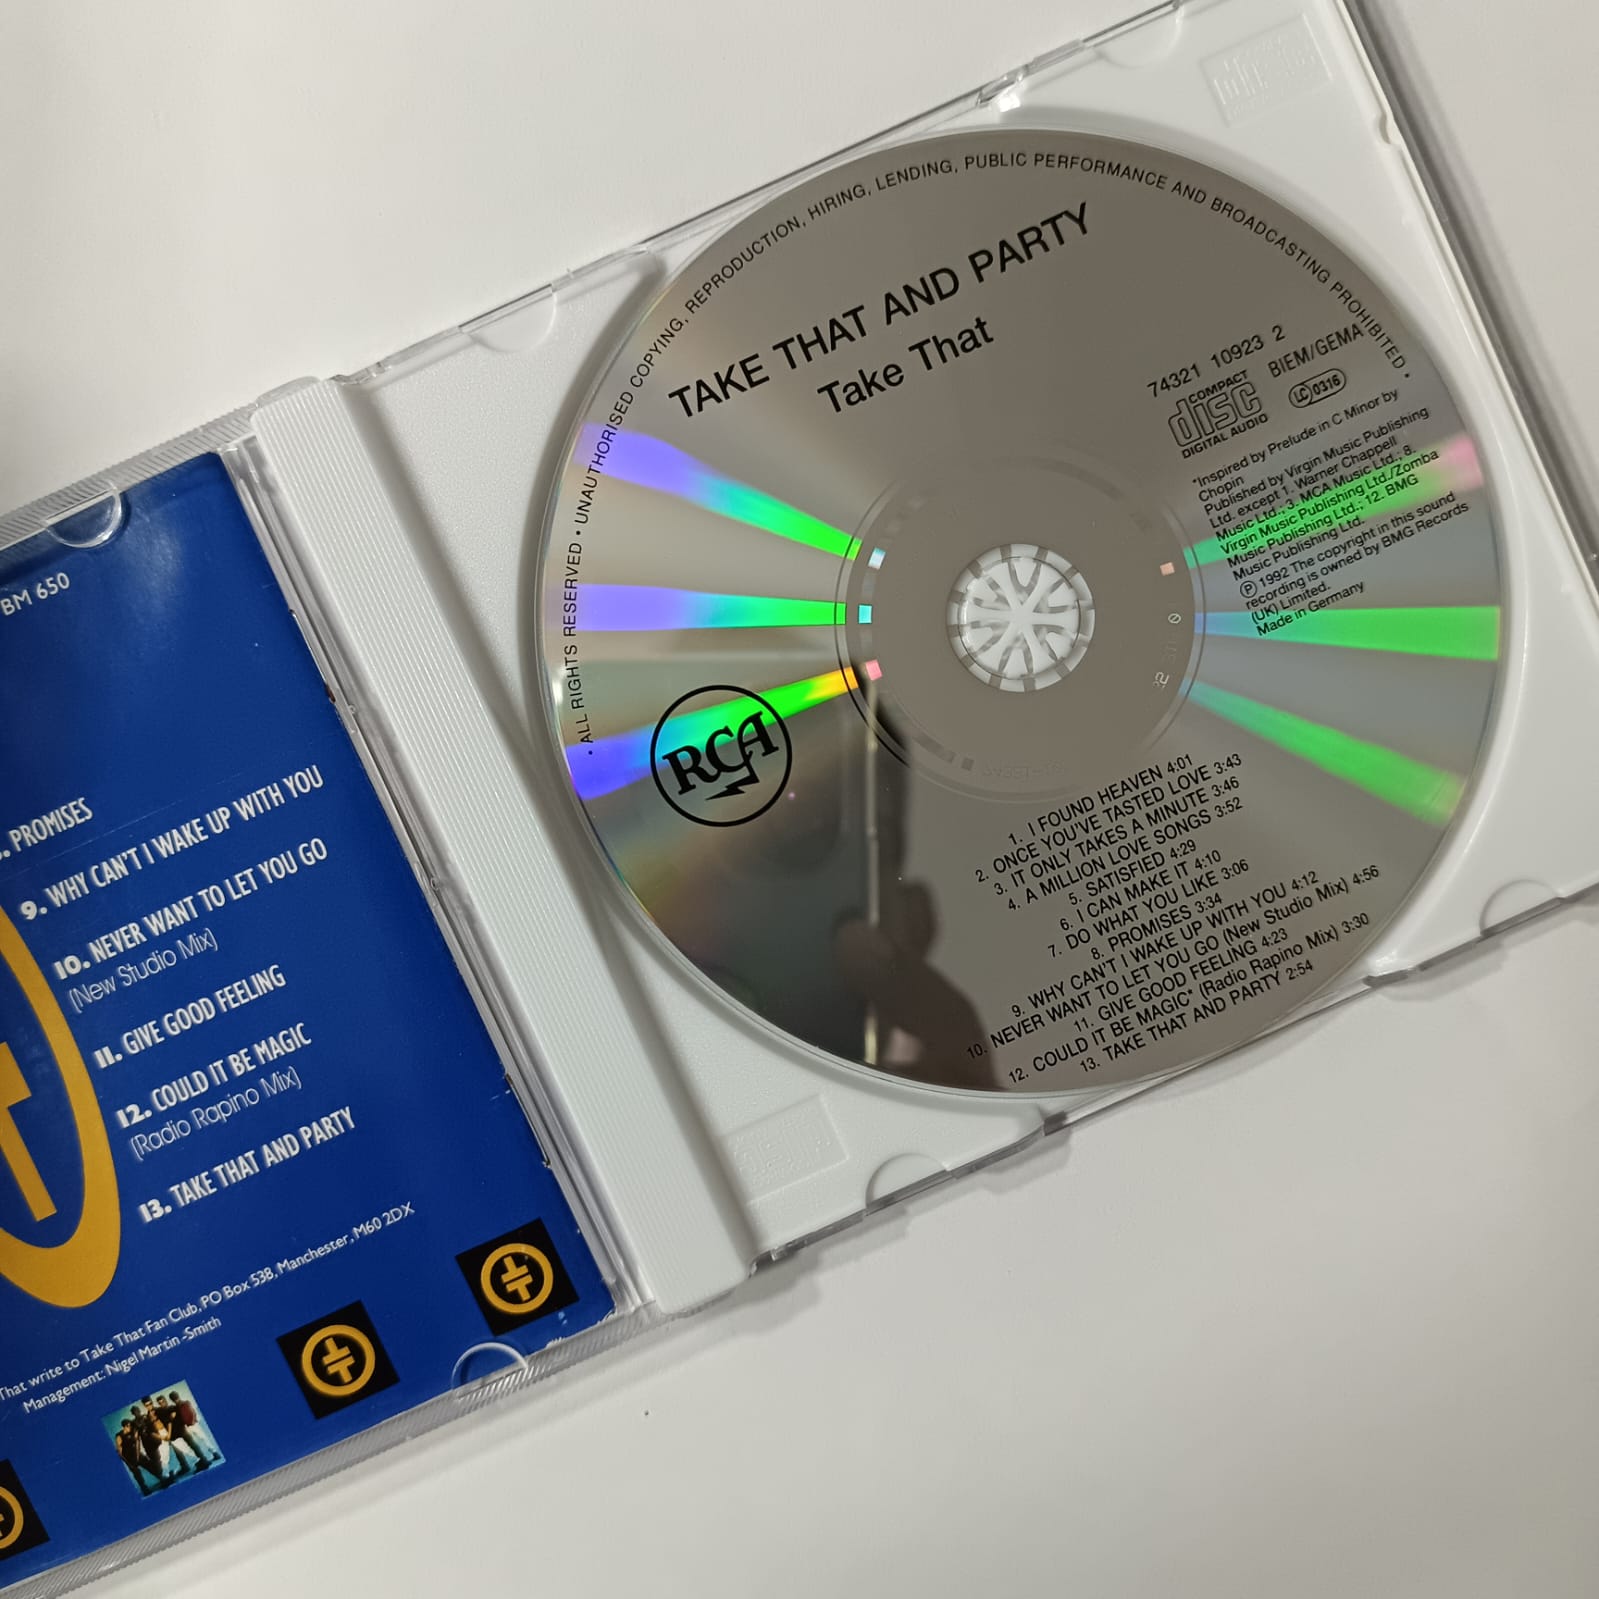 BM 650
PROMISES
9. WHY CAN'T I WAKE UP WITH YOU
10. NEVER WANT TO LET YOU GO
(New Studio Mix)
11. GIVE GOOD FEELING
12. COULD IT BE MAGIC
(Radio Rapino Mix)
13. TAKE THAT AND PARTY
That write to Take That Fan Club, PO Box 538, Manchester, M60 2DX
Management: Nigel Martin-Smith
• ALL RIGHTS RESERVED • UNAUTHORISED COPYING, REPRODUCTION, HIRING, LENDING, PUBLIC PERFORMANCE AND BROADCASTING PROHIBITED •
TAKE THAT AND PARTY
Take That
74321 10923 2
COMPACT
disc
DIGITAL AUDIO
BIEM/GEMA
LC 0316
*Inspired by Prelude in C Minor by
Chopin
Published by Virgin Music Publishing
Ltd. except 1. Warner Chappell
Music Ltd.; 3. MCA Music Ltd.; 8.
Virgin Music Publishing Ltd./Zomba
Music Publishing Ltd.; 12. BMG
Music Publishing Ltd.
℗ 1992 The copyright in this sound
recording is owned by BMG Records
(UK) Limited.
Made in Germany
RCA
1. I FOUND HEAVEN 4:01
2. ONCE YOU'VE TASTED LOVE 3:43
3. IT ONLY TAKES A MINUTE 3:46
4. A MILLION LOVE SONGS 3:52
5. SATISFIED 4:29
6. I CAN MAKE IT 4:10
7. DO WHAT YOU LIKE 3:06
8. PROMISES 3:34
9. WHY CAN'T I WAKE UP WITH YOU 4:12
10. NEVER WANT TO LET YOU GO (New Studio Mix) 4:56
11. GIVE GOOD FEELING 4:23
12. COULD IT BE MAGIC* (Radio Rapino Mix) 3:30
13. TAKE THAT AND PARTY 2:54